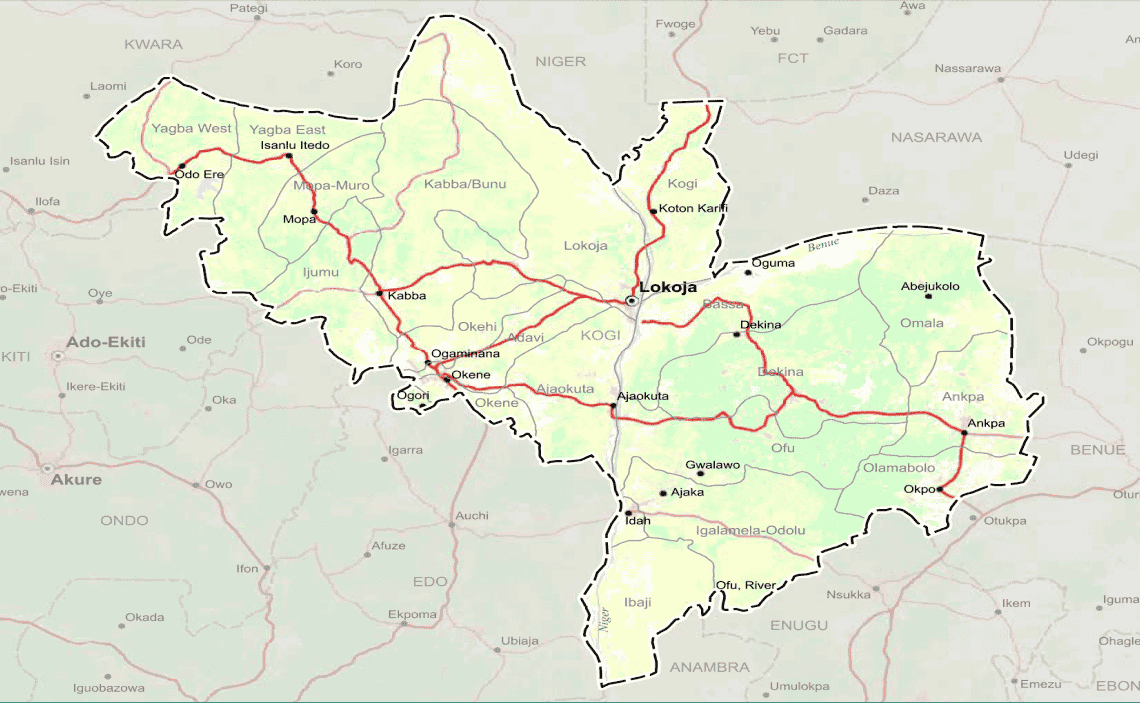 Pategi
Awa
Fwoge
Yebu
Gadara
KWARA
NIGER
FCT
Koro
Nassarawa
Laomi
Yagba West
Yagba East
NASARAWA
Isanlu Itedo
Isanlu Isin
Udegi
Odo Ere
Mopa-Muro
Kabba/Bunu
Kogi
Daza
Ilofa
Mopa
Koton Karifi
Lokoja
Benue
Ijumu
Oguma
Lokoja
Abejukolo
o-Ekiti
Oye
Kabba
Bassa
Okehi
Adavi
KOGI
Dekina
Omala
Ado-Ekiti
Ode
Okpogu
KITI
Ogaminana
Okene
Dekina
Ikere-Ekiti
Ajaokuta
Ajaokuta
Ankpa
Ogori
Okene
Oka
Ankpa
Igarra
Ofu
BENUE
Gwalawo
Olamabolo
Akure
Owo
Ajaka
Okpo
wena
Otur
ONDO
Auchi
Idah
Otukpa
Igalamela-Odolu
Afuze
Ifon
EDO
Ofu, River
Nsukka
Ibaji
Ikem
Iguma
Okada
Ekpoma
Niger
ENUGU
Ubiaja
Ohagle
ANAMBRA
Iguobazowa
Umulokpa
Emezu
EBON